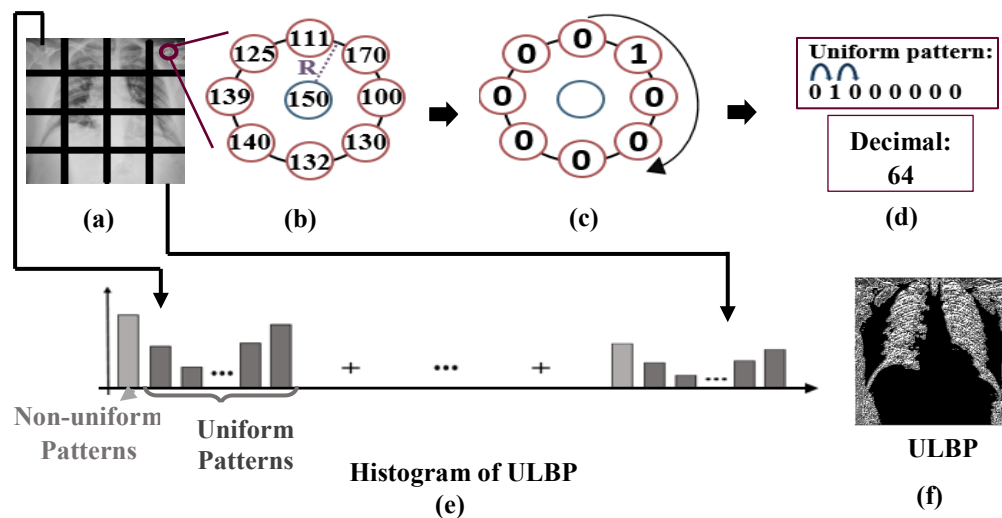 111
125
170
R
139
150
100
140
130
132
0
0
1
0
0
0
0
0
Uniform pattern:
0 1 0 0 0 0 0 0
Decimal:
64
(a)
(b)
(c)
(d)
...
+
...
+
...
Non-uniform
Patterns
Uniform
Patterns
Histogram of ULBP
(e)
ULBP
(f)